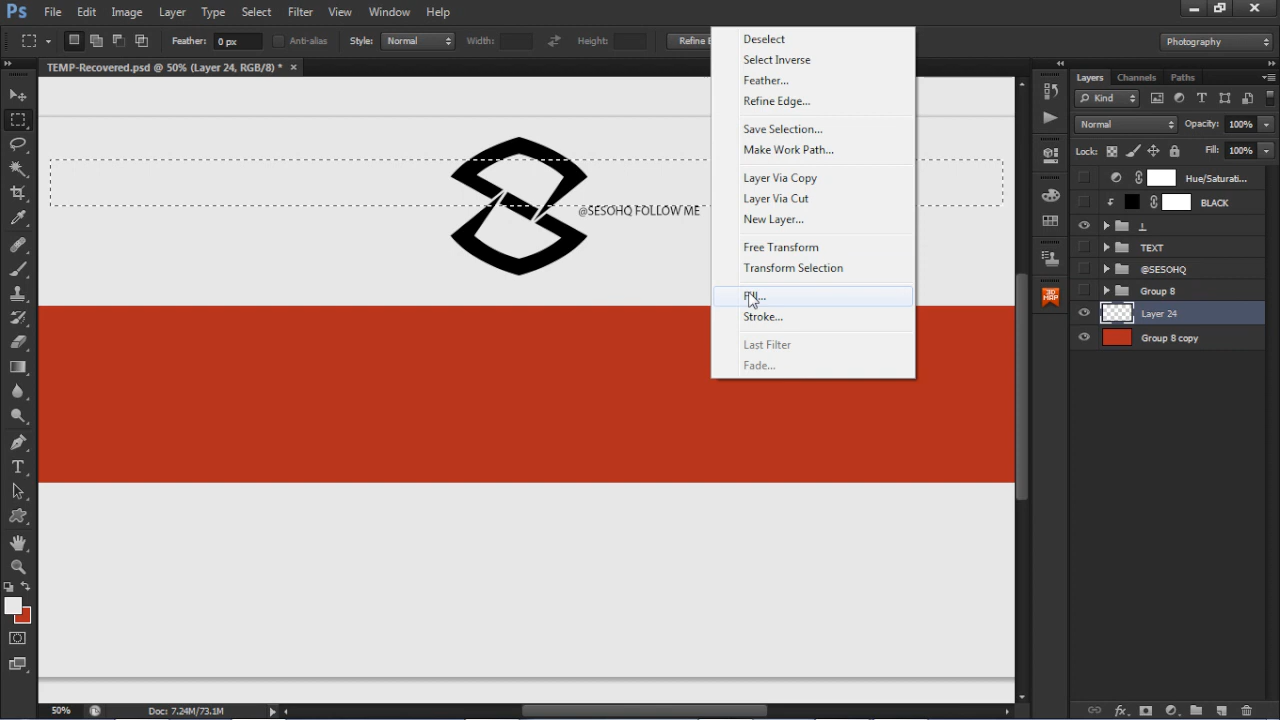 Ps File Edit Image Layer Type Select Filter View Window Help
Feather: 0 px Anti-alias Style: Normal Width: Height: Refine E Photography
TEMP-Recovered.psd @ 50% (Layer 24, RGB/8) * ×
Deselect
Select Inverse
Feather...
Refine Edge...
Save Selection...
Make Work Path...
Layer Via Copy
Layer Via Cut
New Layer...
Free Transform
Transform Selection
Fill...
Stroke...
Last Filter
Fade...
@SESOHQ FOLLOW ME
Layers Channels Paths
Kind
Normal Opacity: 100%
Lock: Fill: 100%
Hue/Saturati...
BLACK
TEXT
@SESOHQ
Group 8
Layer 24
Group 8 copy
50% Doc: 7.24M/73.1M